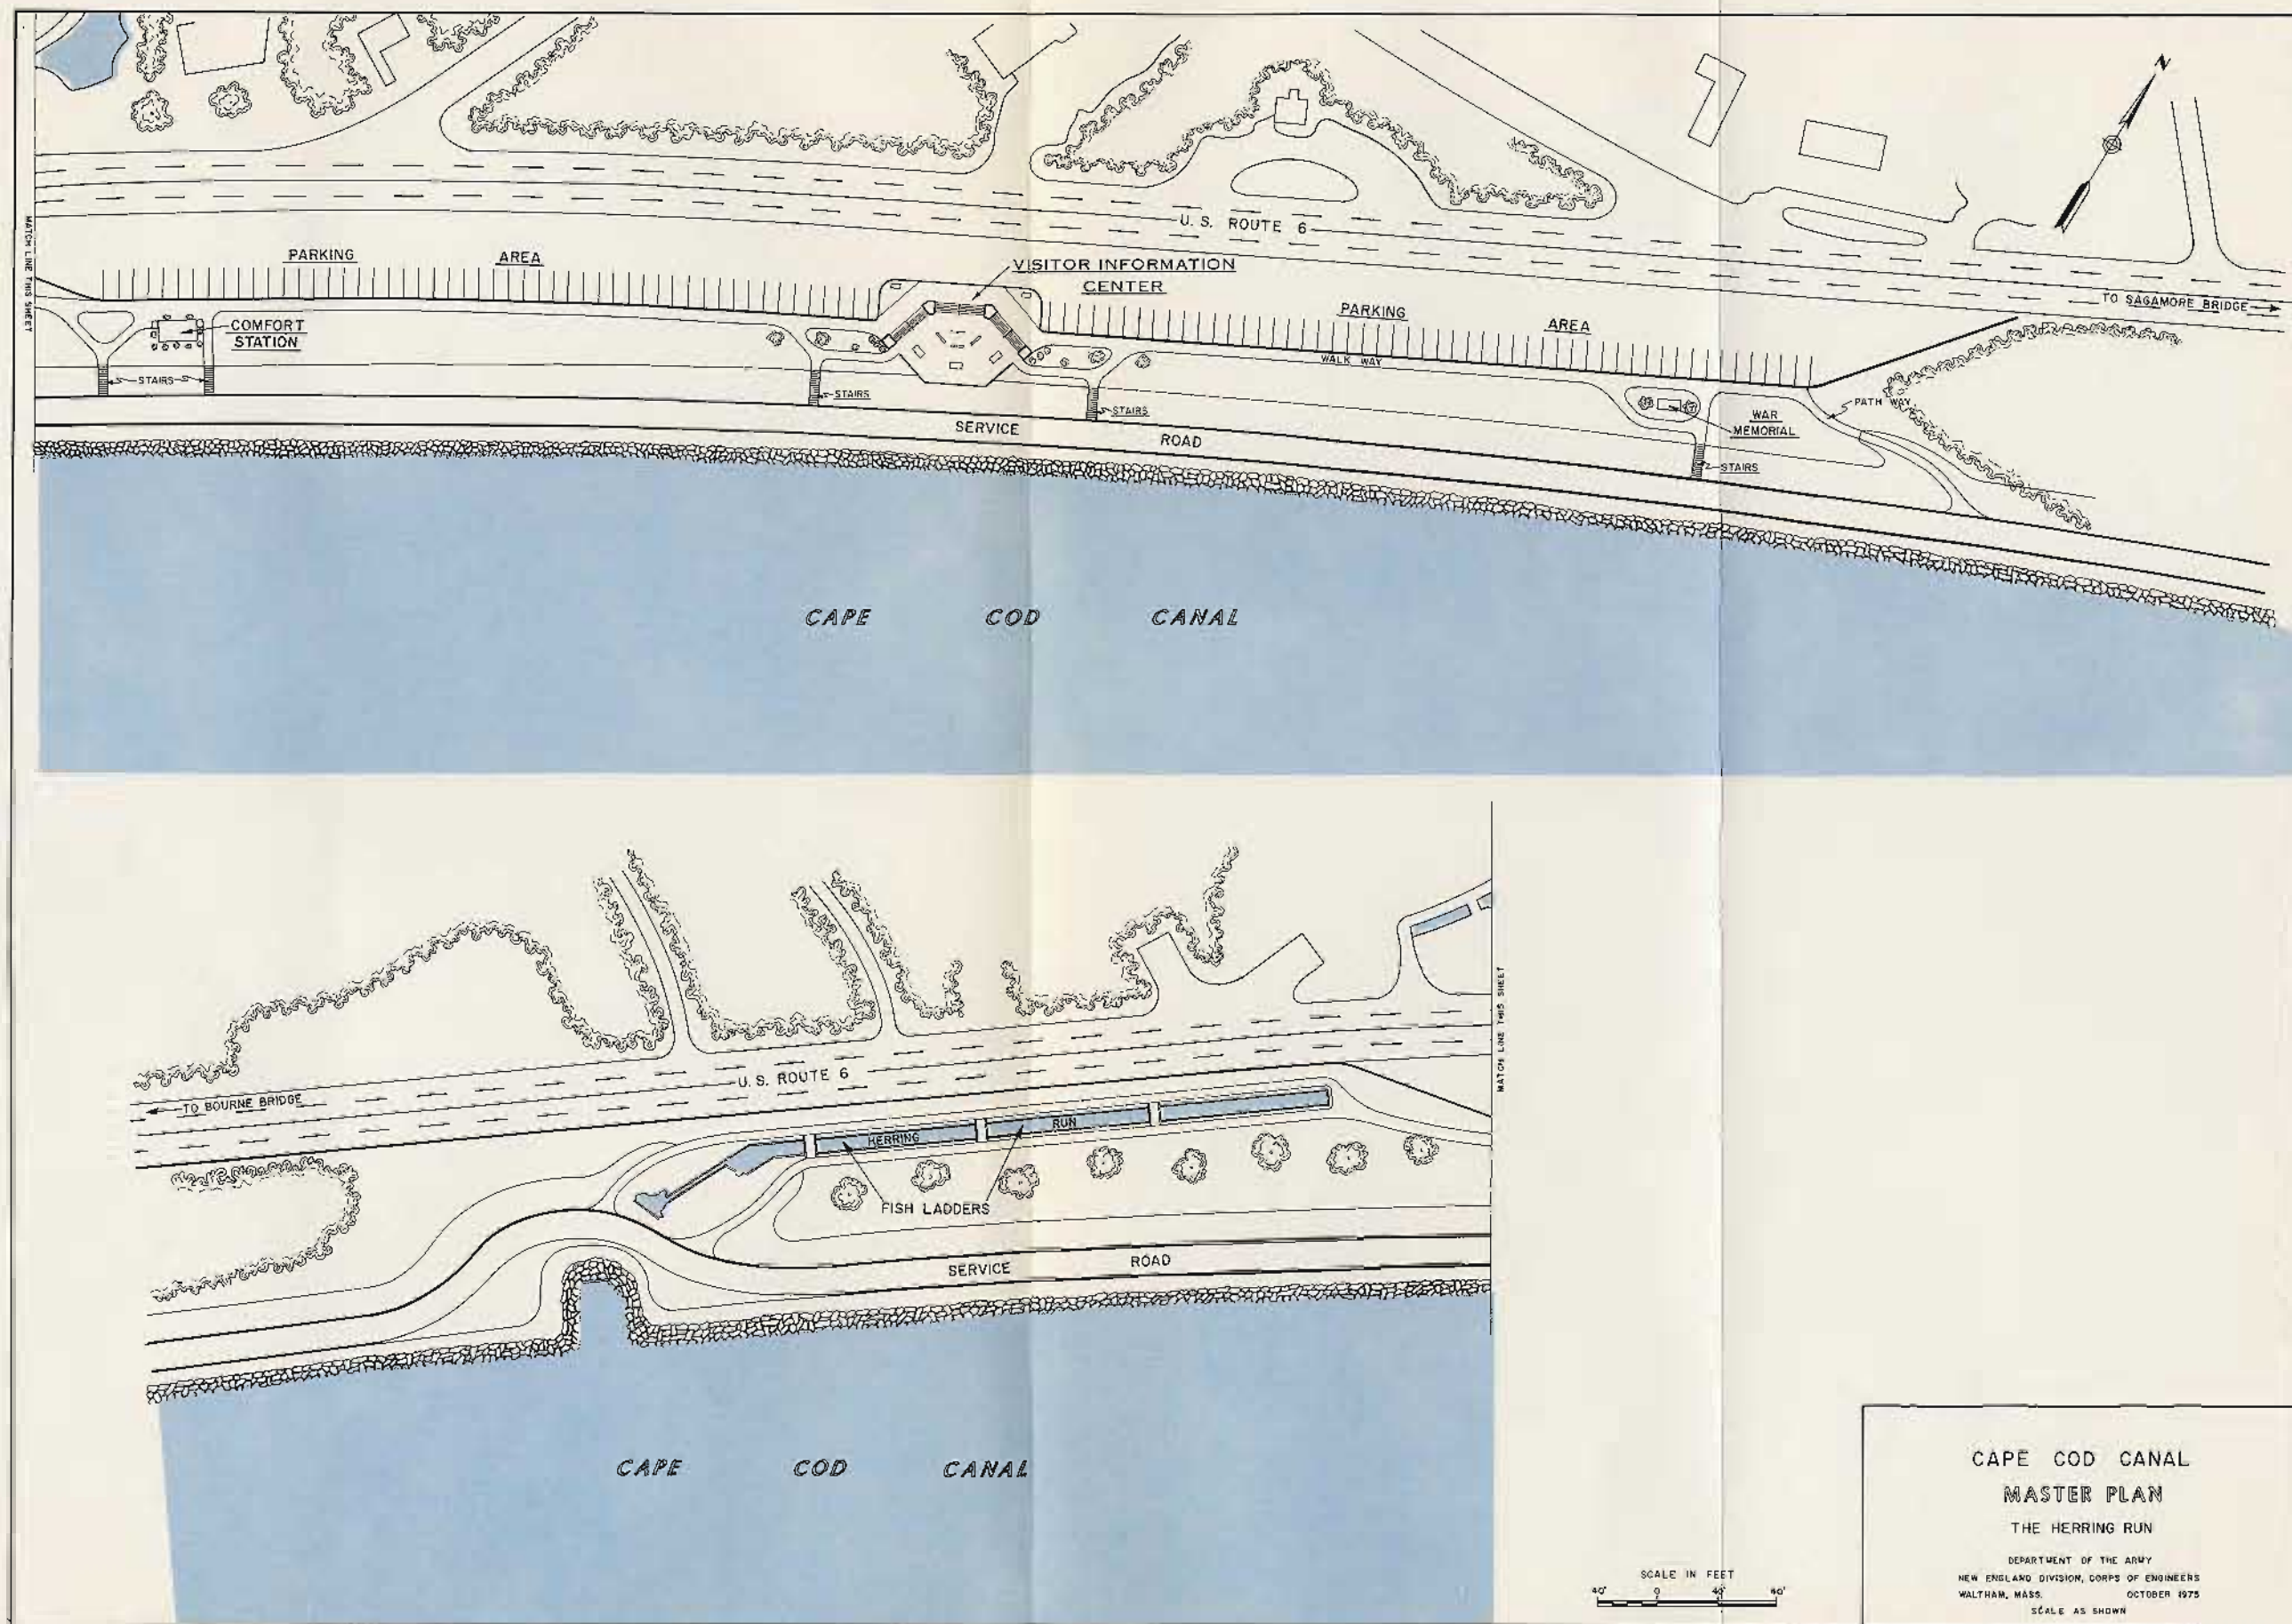 N
U. S. ROUTE 6
MATCH LINE THIS SHEET
PARKING AREA
VISITOR INFORMATION
CENTER
TO SAGAMORE BRIDGE
PARKING AREA
COMFORT
STATION
WALK WAY
STAIRS
STAIRS
STAIRS
PATH WAY
WAR
MEMORIAL
SERVICE ROAD
STAIRS
CAPE COD CANAL
MATCH LINE THIS SHEET
U. S. ROUTE 6
TO BOURNE BRIDGE
HERRING RUN
FISH LADDERS
SERVICE ROAD
CAPE COD CANAL
SCALE IN FEET
40' 0 40' 80'
CAPE COD CANAL
MASTER PLAN
THE HERRING RUN
DEPARTMENT OF THE ARMY
NEW ENGLAND DIVISION, CORPS OF ENGINEERS
WALTHAM, MASS. OCTOBER 1975
SCALE AS SHOWN